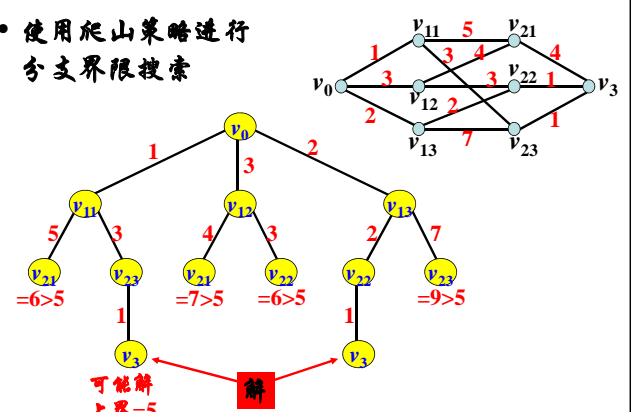 • 使用爬山策略进行
分支界限搜索
v11 5 v21
1 3 4 4
v0 3 v12 3 v22 1 v3
2 2 1
v13 7 v23
v0
1 3 2
v11 v12 v13
5 3 4 3 2 7
v21 v23 v21 v22 v22 v23
=6>5 =7>5 =6>5 =9>5
1 1
v3 v3
可能解 解
上界=5